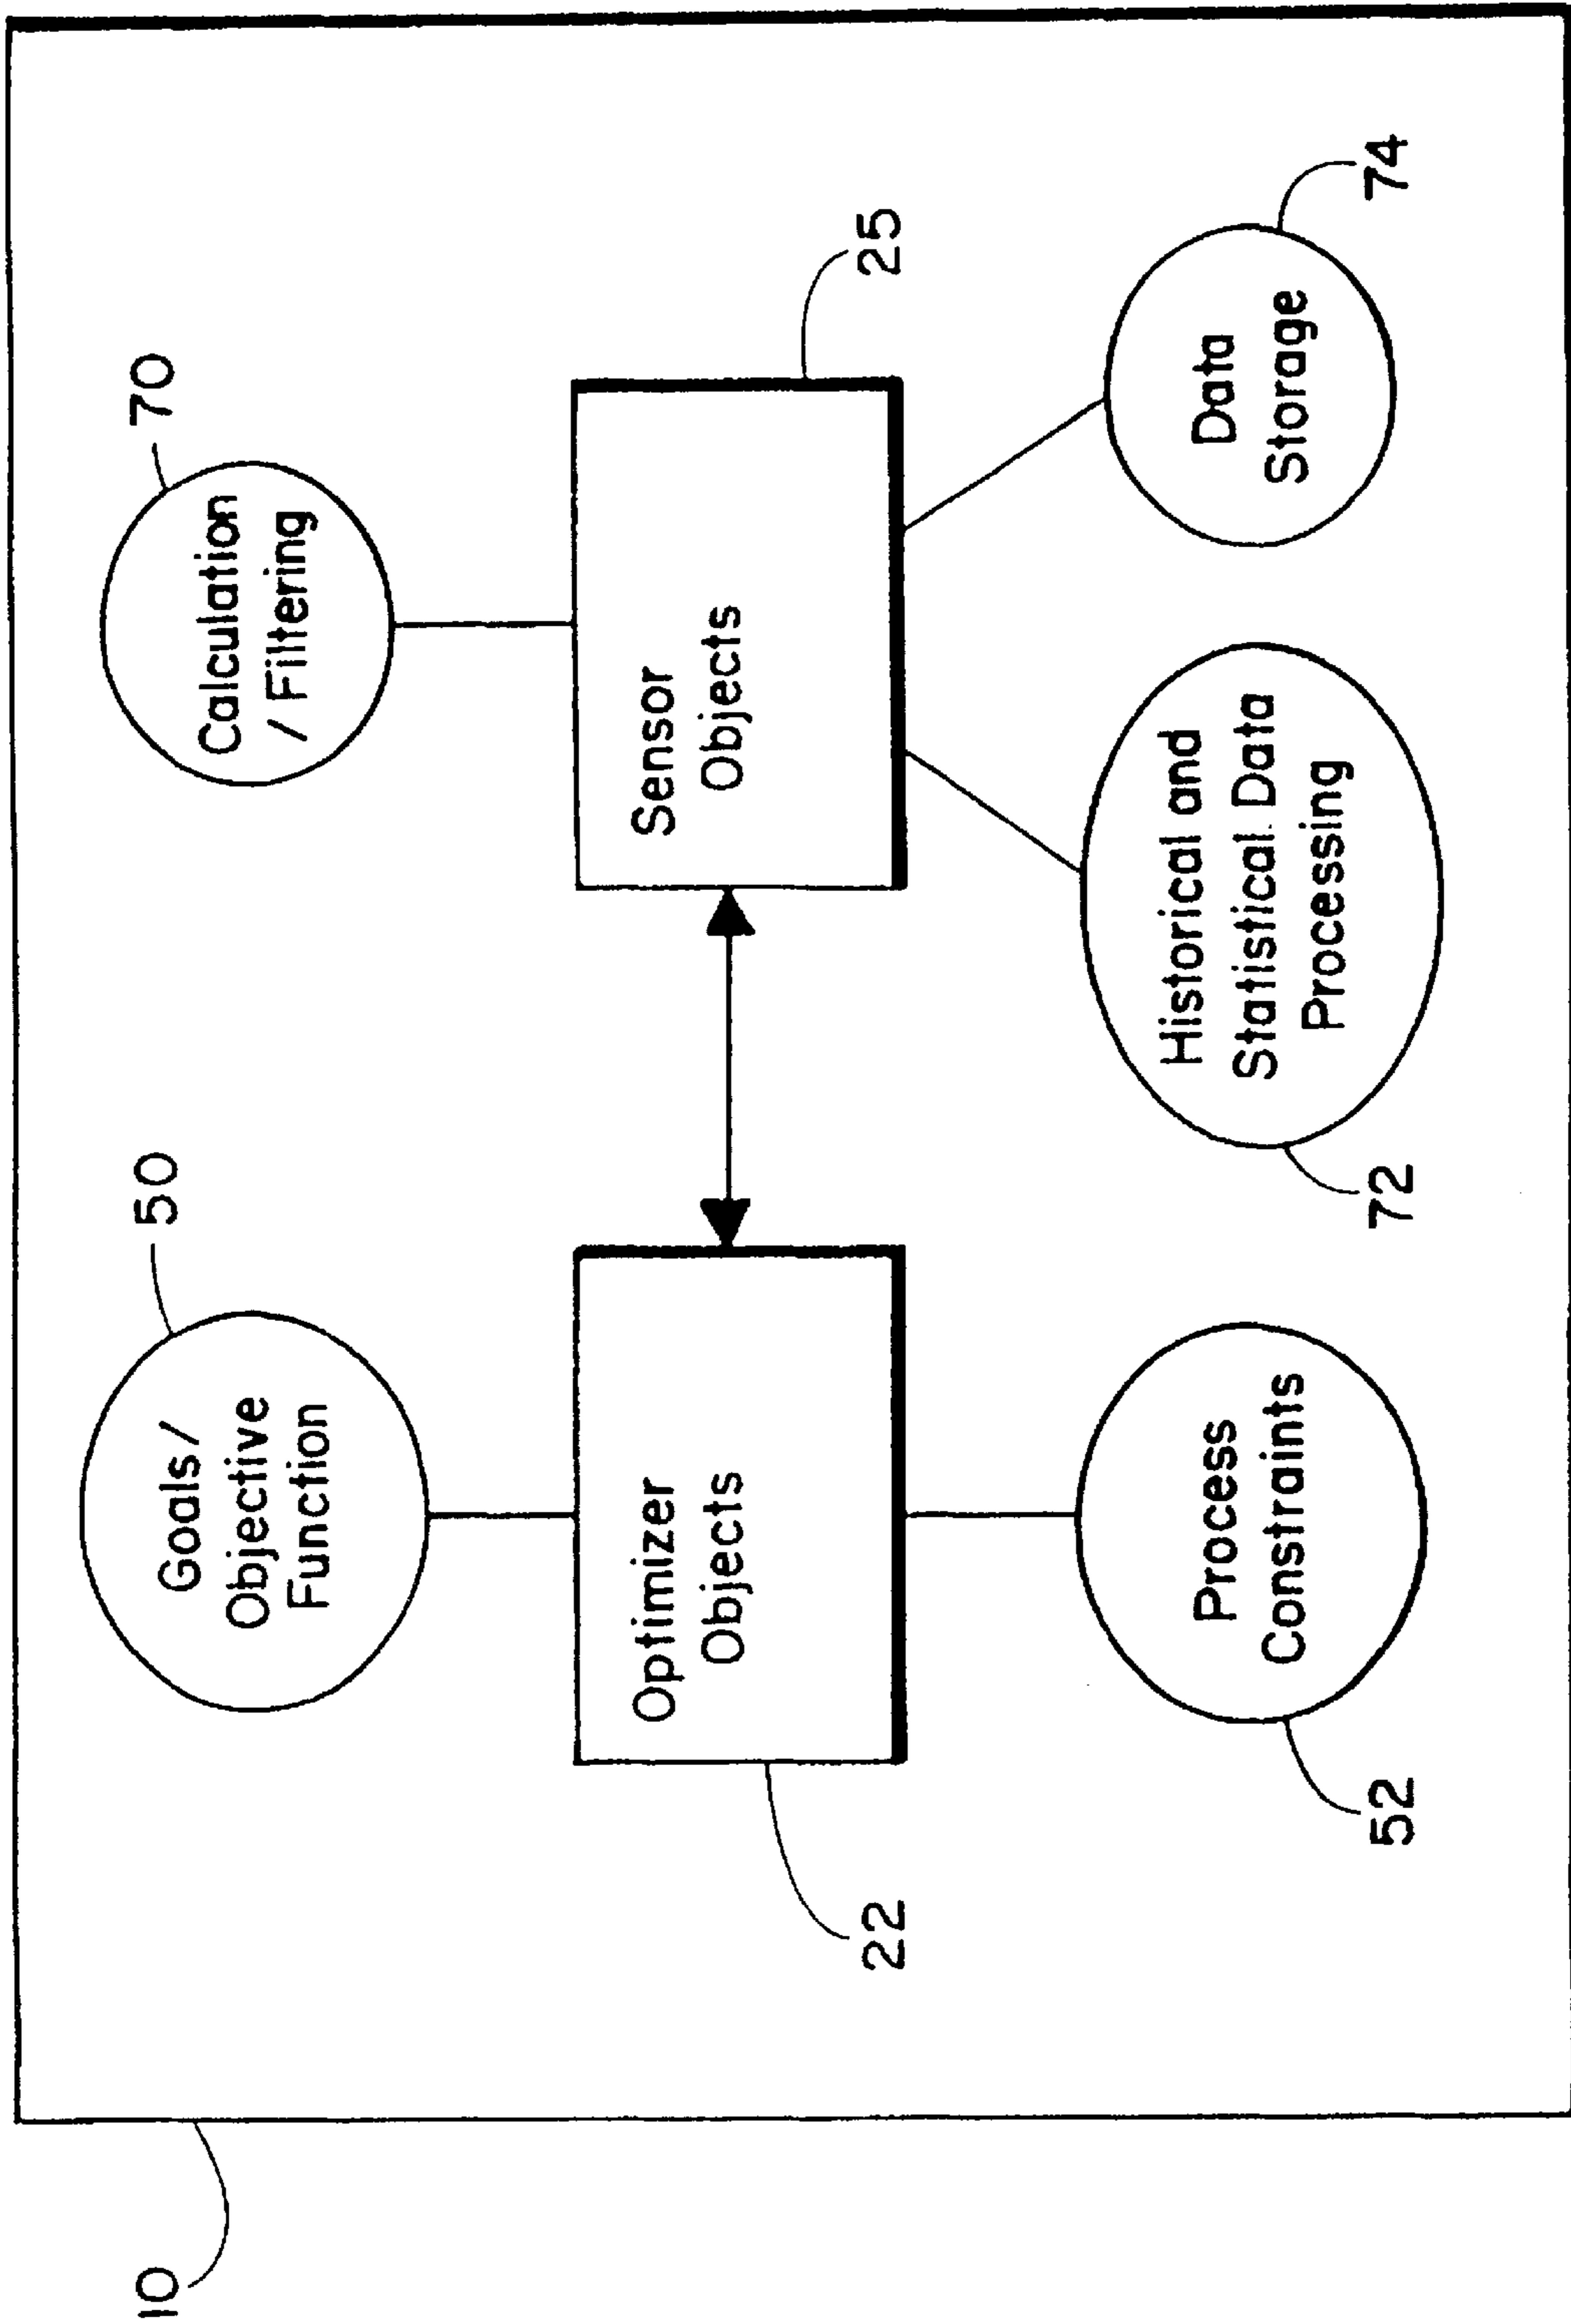 50
Goals/
Objective
Function
70
Calculation
/Filtering
Optimizer
Objects
22
Sensor
Objects
25
Process
Constraints
52
Historical and
Statistical Data
Processing
72
Data
Storage
74
10